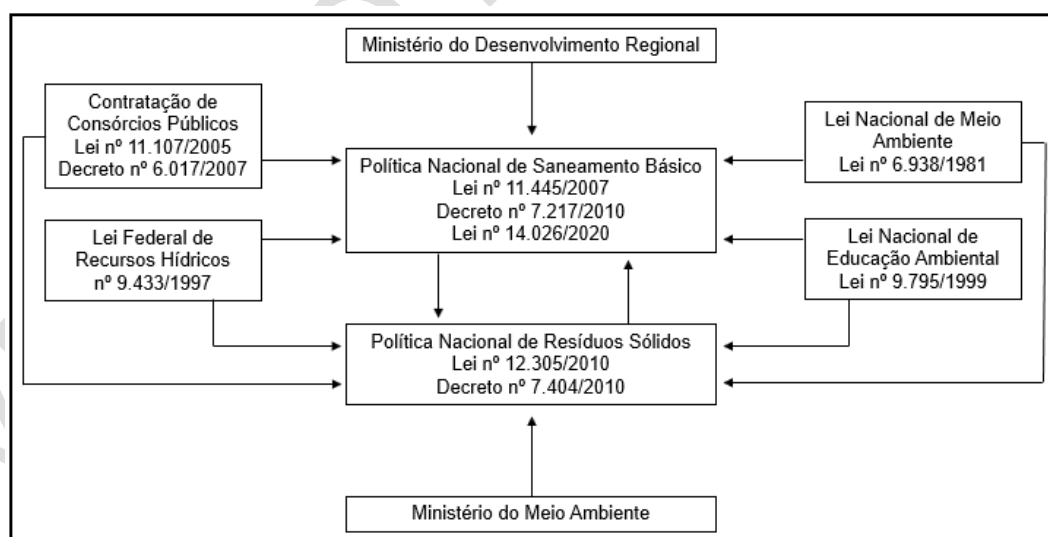 Ministério do Desenvolvimento Regional
Contratação de
Consórcios Públicos
Lei nº 11.107/2005
Decreto nº 6.017/2007
Lei Nacional de Meio
Ambiente
Lei nº 6.938/1981
Política Nacional de Saneamento Básico
Lei nº 11.445/2007
Decreto nº 7.217/2010
Lei nº 14.026/2020
Lei Federal de
Recursos Hídricos
nº 9.433/1997
Lei Nacional de
Educação Ambiental
Lei nº 9.795/1999
Política Nacional de Resíduos Sólidos
Lei nº 12.305/2010
Decreto nº 7.404/2010
Ministério do Meio Ambiente